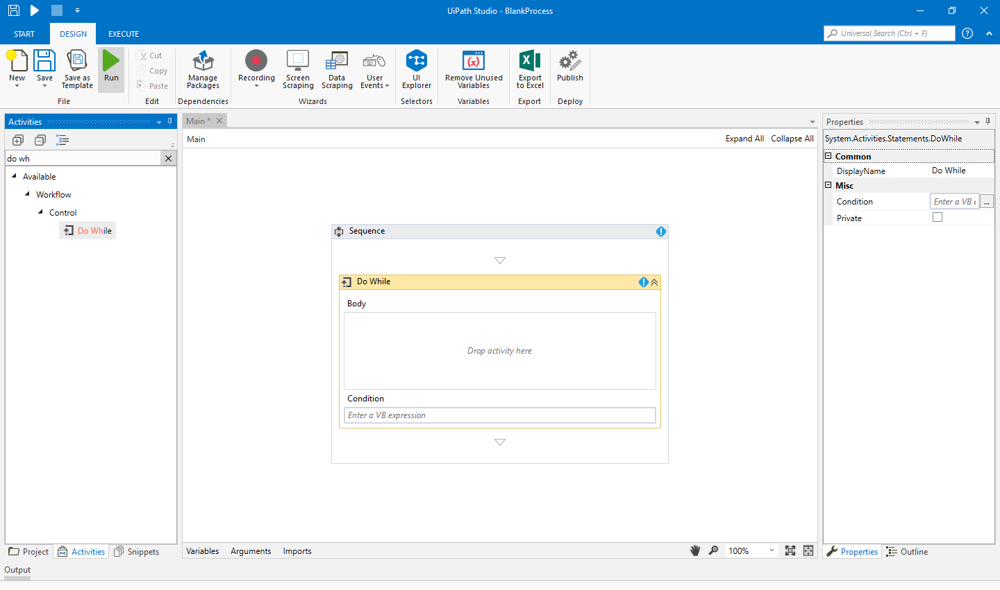 UiPath Studio - BlankProcess
START DESIGN EXECUTE
Universal Search (Ctrl + F)
New
Save
Save as Template
Run
Cut
Copy
Paste
Manage Packages
Recording
Screen Scraping
Data Scraping
User Events
UI Explorer
Remove Unused Variables
Export to Excel
Publish
File
Edit
Dependencies
Wizards
Selectors
Variables
Export
Deploy
Activities
do wh
Available
Workflow
Control
Do While
Project Activities Snippets
Output
Main *
Main
Expand All Collapse All
Sequence
Do While
Body
Drop activity here
Condition
Enter a VB expression
Variables Arguments Imports
100%
Properties
System.Activities.Statements.DoWhile
Common
DisplayName Do While
Misc
Condition Enter a VB e ...
Private
Properties Outline